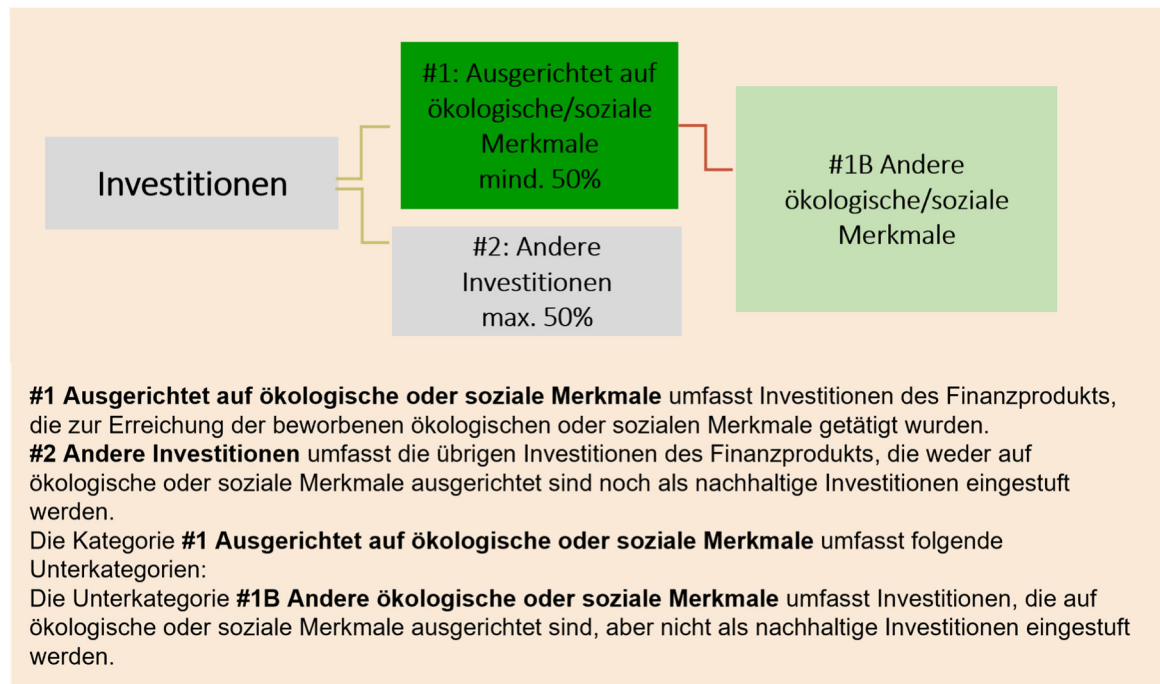 #1: Ausgerichtet auf
ökologische/soziale
Merkmale
mind. 50%
Investitionen
#1B Andere
ökologische/soziale
Merkmale
#2: Andere
Investitionen
max. 50%
#1 Ausgerichtet auf ökologische oder soziale Merkmale umfasst Investitionen des Finanzprodukts,
die zur Erreichung der beworbenen ökologischen oder sozialen Merkmale getätigt wurden.
#2 Andere Investitionen umfasst die übrigen Investitionen des Finanzprodukts, die weder auf
ökologische oder soziale Merkmale ausgerichtet sind noch als nachhaltige Investitionen eingestuft
werden.
Die Kategorie #1 Ausgerichtet auf ökologische oder soziale Merkmale umfasst folgende
Unterkategorien:
Die Unterkategorie #1B Andere ökologische oder soziale Merkmale umfasst Investitionen, die auf
ökologische oder soziale Merkmale ausgerichtet sind, aber nicht als nachhaltige Investitionen eingestuft
werden.